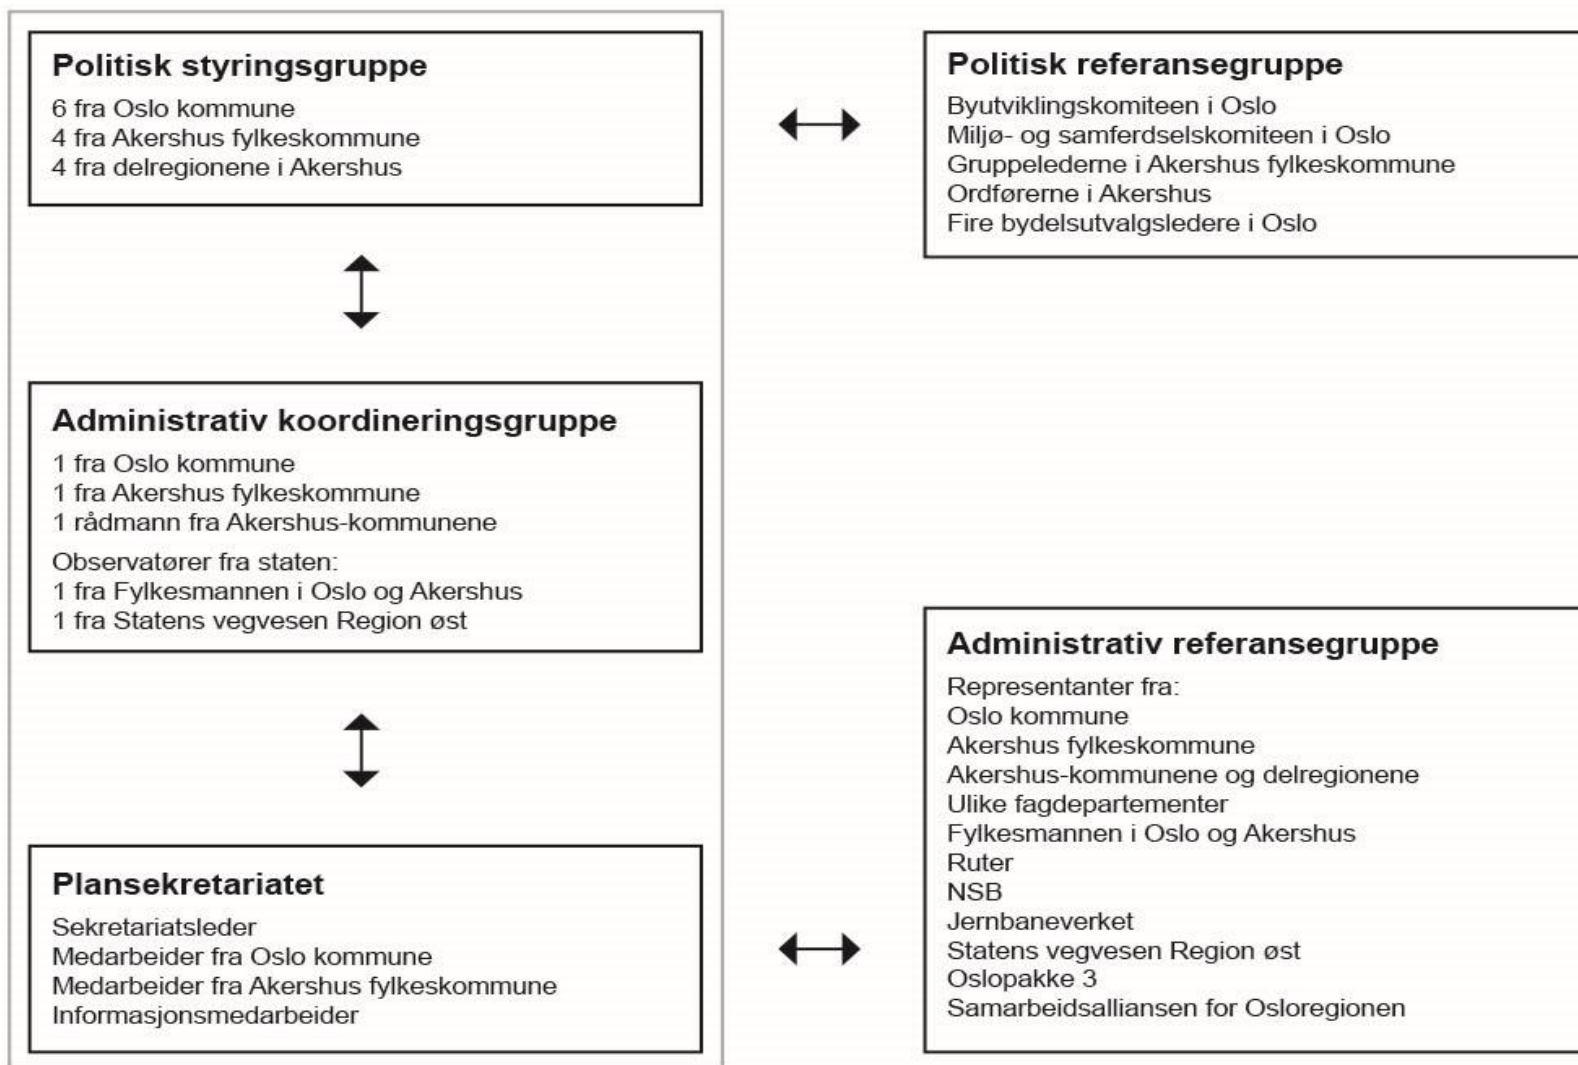 Politisk styringsgruppe
6 fra Oslo kommune
4 fra Akershus fylkeskommune
4 fra delregionene i Akershus
Politisk referansegruppe
Byutviklingskomiteen i Oslo
Miljø- og samferdselskomiteen i Oslo
Gruppelederne i Akershus fylkeskommune
Ordførerne i Akershus
Fire bydelsutvalgsledere i Oslo
Administrativ koordineringsgruppe
1 fra Oslo kommune
1 fra Akershus fylkeskommune
1 rådmann fra Akershus-kommunene
Observatører fra staten:
1 fra Fylkesmannen i Oslo og Akershus
1 fra Statens vegvesen Region øst
Plansekretariatet
Sekretariatsleder
Medarbeider fra Oslo kommune
Medarbeider fra Akershus fylkeskommune
Informasjonsmedarbeider
Administrativ referansegruppe
Representanter fra:
Oslo kommune
Akershus fylkeskommune
Akershus-kommunene og delregionene
Ulike fagdepartementer
Fylkesmannen i Oslo og Akershus
Ruter
NSB
Jernbaneverket
Statens vegvesen Region øst
Oslopakke 3
Samarbeidsalliansen for Osloregionen